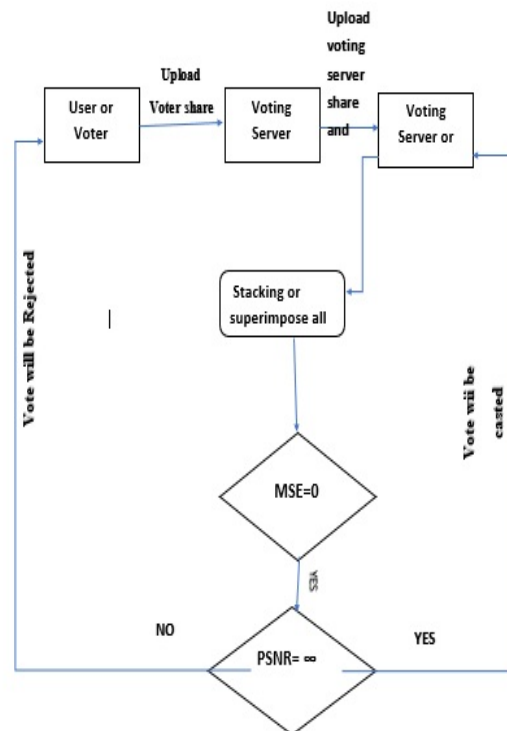 Upload
voting
server
share
and
Upload
Voter share
User or
Voter
Voting
Server
Voting
Server or
Stacking or
superimpose all
Vote will be Rejected
Vote wii be
casted
MSE=0
YES
NO
YES
PSNR= ∞